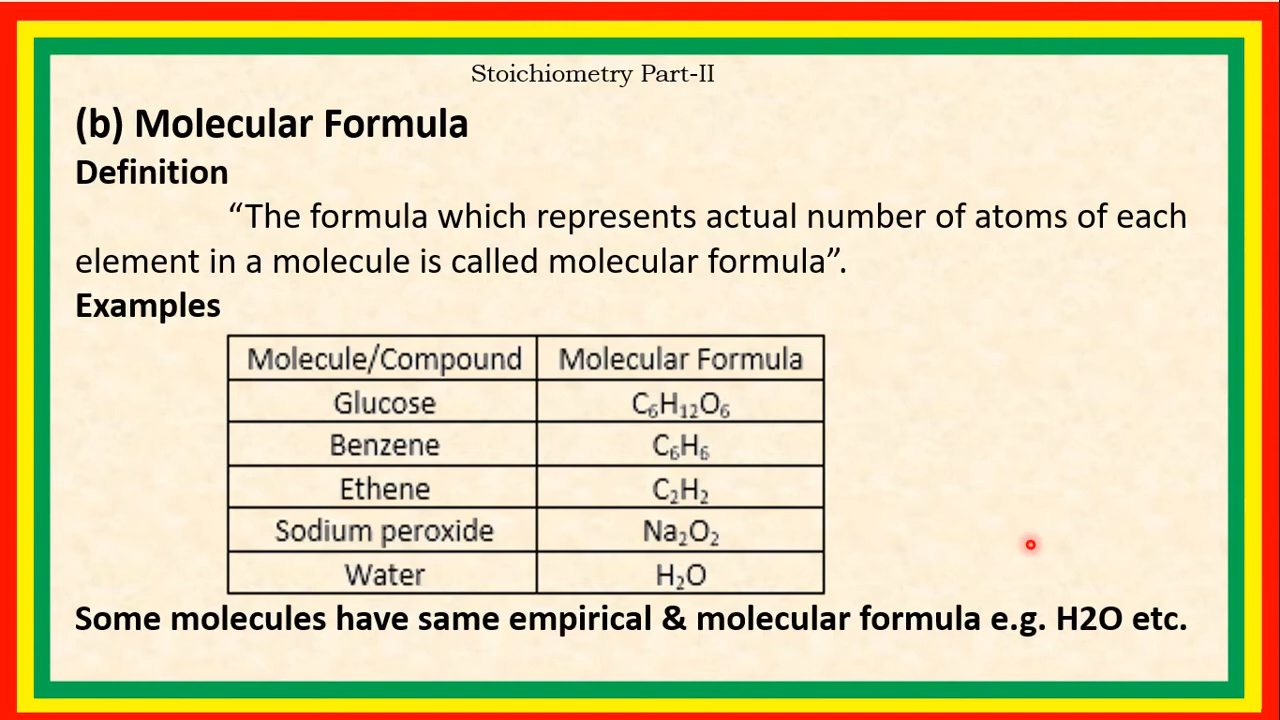 Stoichiometry Part-II
(b) Molecular Formula
Definition
“The formula which represents actual number of atoms of each
element in a molecule is called molecular formula”.
Examples
Molecule/Compound Molecular Formula
Glucose C₆H₁₂O₆
Benzene C₆H₆
Ethene C₂H₂
Sodium peroxide Na₂O₂
Water H₂O
Some molecules have same empirical & molecular formula e.g. H2O etc.